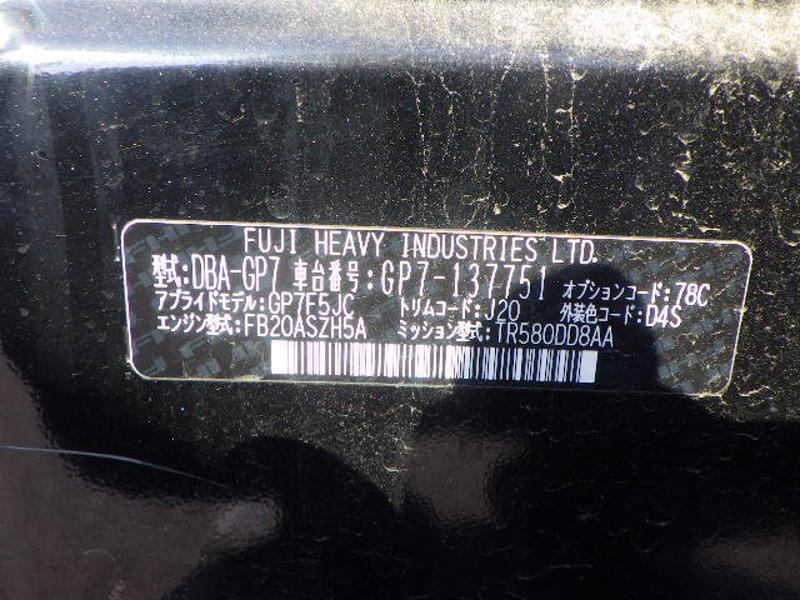 FUJI HEAVY INDUSTRIES LTD.
型式:DBA-GP7 車台番号:GP7-137751 オプションコード:78C
アプライドモデル:GP7F5JC トリムコード:J20 外装色コード:D4S
エンジン型式:FB20ASZH5A ミッション型式:TR580DD8AA